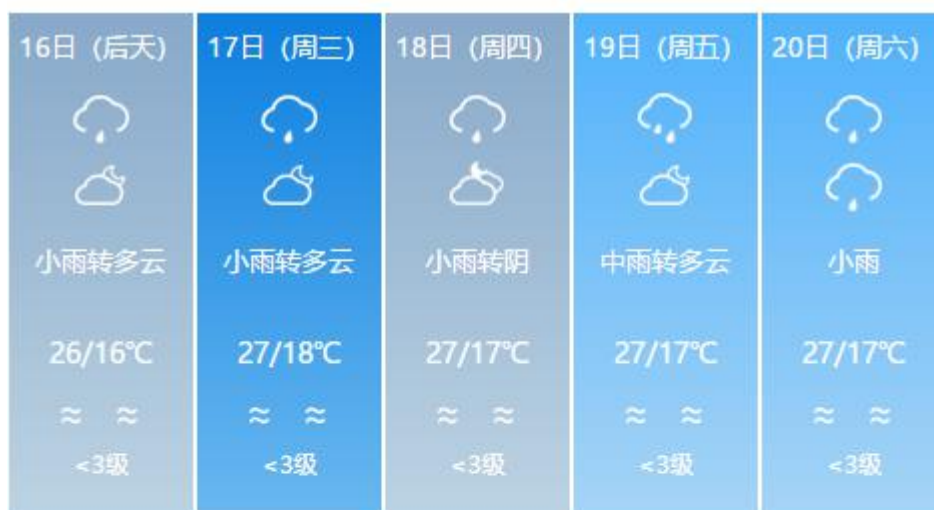 16日（后天）
小雨转多云
26/16℃
<3级
17日（周三）
小雨转多云
27/18℃
<3级
18日（周四）
小雨转阴
27/17℃
<3级
19日（周五）
中雨转多云
27/17℃
<3级
20日（周六）
小雨
27/17℃
<3级